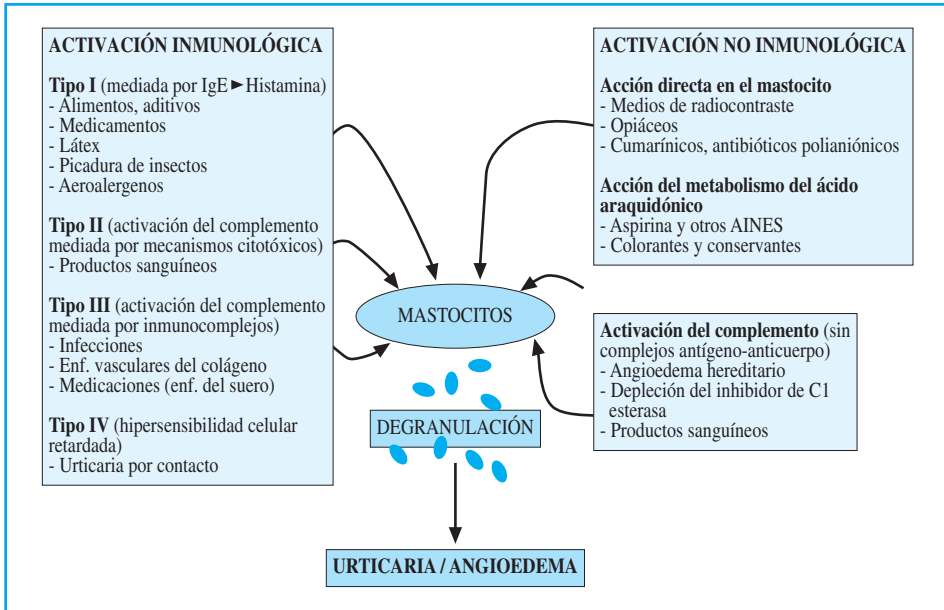 ACTIVACIÓN INMUNOLÓGICA
Tipo I (mediada por IgE ► Histamina)
- Alimentos, aditivos
- Medicamentos
- Látex
- Picadura de insectos
- Aeroalergenos
Tipo II (activación del complemento
mediada por mecanismos citotóxicos)
- Productos sanguíneos
Tipo III (activación del complemento
mediada por inmunocomplejos)
- Infecciones
- Enf. vasculares del colágeno
- Medicaciones (enf. del suero)
Tipo IV (hipersensibilidad celular
retardada)
- Urticaria por contacto
ACTIVACIÓN NO INMUNOLÓGICA
Acción directa en el mastocito
- Medios de radiocontraste
- Opiáceos
- Cumarínicos, antibióticos polianiónicos
Acción del metabolismo del ácido
araquidónico
- Aspirina y otros AINES
- Colorantes y conservantes
MASTOCITOS
Activación del complemento (sin
complejos antígeno-anticuerpo)
- Angioedema hereditario
- Depleción del inhibidor de C1
esterasa
- Productos sanguíneos
DEGRANULACIÓN
URTICARIA / ANGIOEDEMA